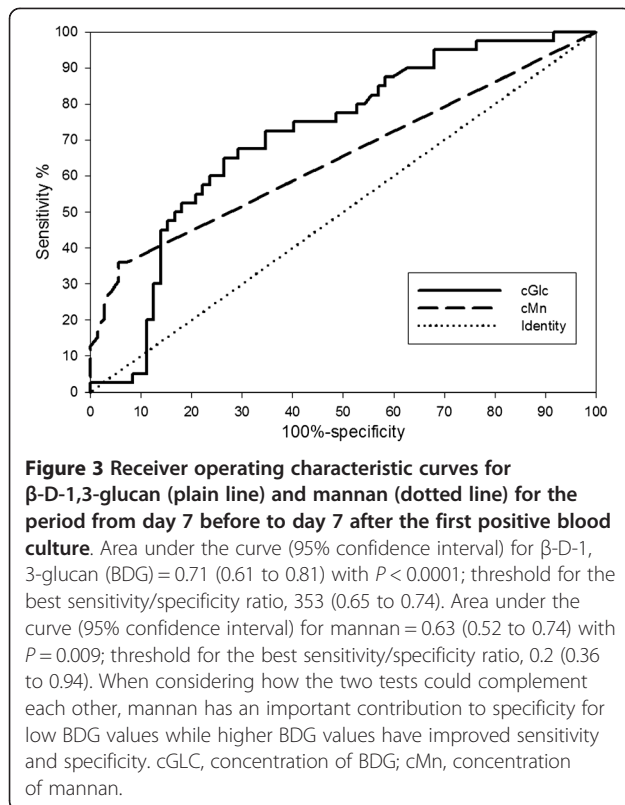 100
90
80
70
60
50
40
30
20
10
0
Sensitivity %
cGlc
cMn
Identity
0 10 20 30 40 50 60 70 80 90 100
100%-specificity
Figure 3 Receiver operating characteristic curves for
β-D-1,3-glucan (plain line) and mannan (dotted line) for the
period from day 7 before to day 7 after the first positive blood
culture. Area under the curve (95% confidence interval) for β-D-1,
3-glucan (BDG) = 0.71 (0.61 to 0.81) with P < 0.0001; threshold for the
best sensitivity/specificity ratio, 353 (0.65 to 0.74). Area under the
curve (95% confidence interval) for mannan = 0.63 (0.52 to 0.74) with
P = 0.009; threshold for the best sensitivity/specificity ratio, 0.2 (0.36
to 0.94). When considering how the two tests could complement
each other, mannan has an important contribution to specificity for
low BDG values while higher BDG values have improved sensitivity
and specificity. cGLC, concentration of BDG; cMn, concentration
of mannan.